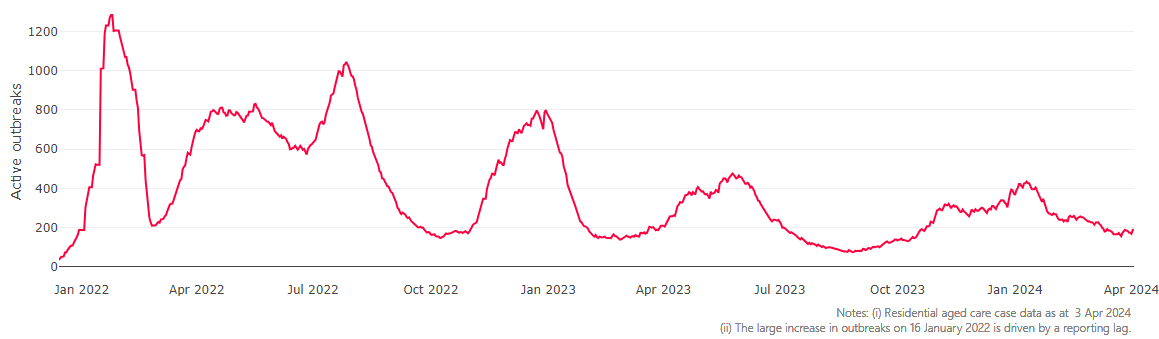 Active outbreaks
1200
1000
800
600
400
200
0
Jan 2022 Apr 2022 Jul 2022 Oct 2022 Jan 2023 Apr 2023 Jul 2023 Oct 2023 Jan 2024 Apr 2024
Notes: (i) Residential aged care case data as at 3 Apr 2024
(ii) The large increase in outbreaks on 16 January 2022 is driven by a reporting lag.